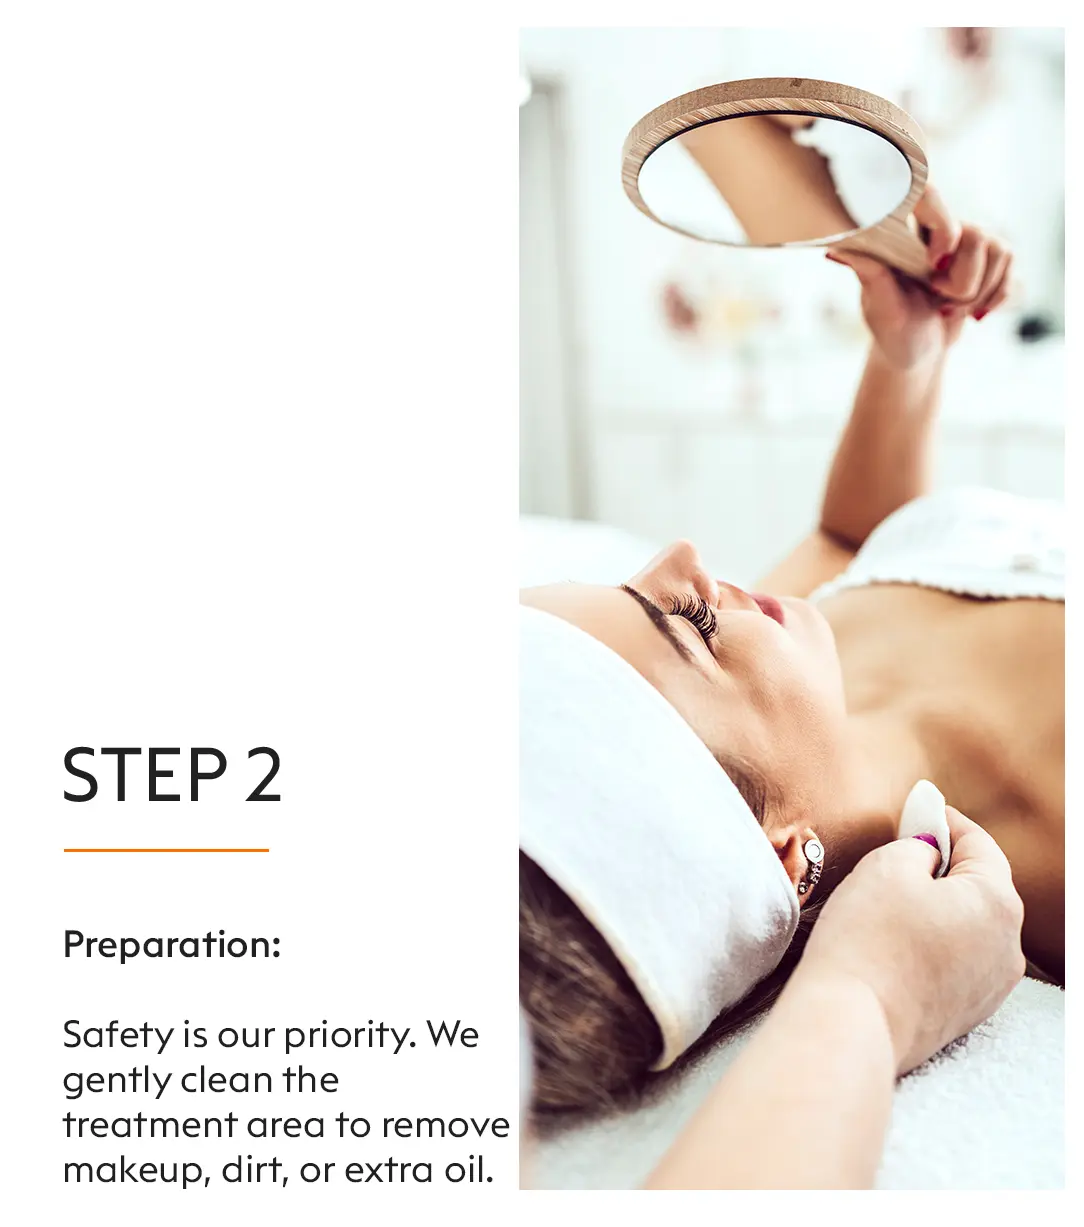 STEP 2
Preparation:
Safety is our priority. We
gently clean the
treatment area to remove
makeup, dirt, or extra oil.